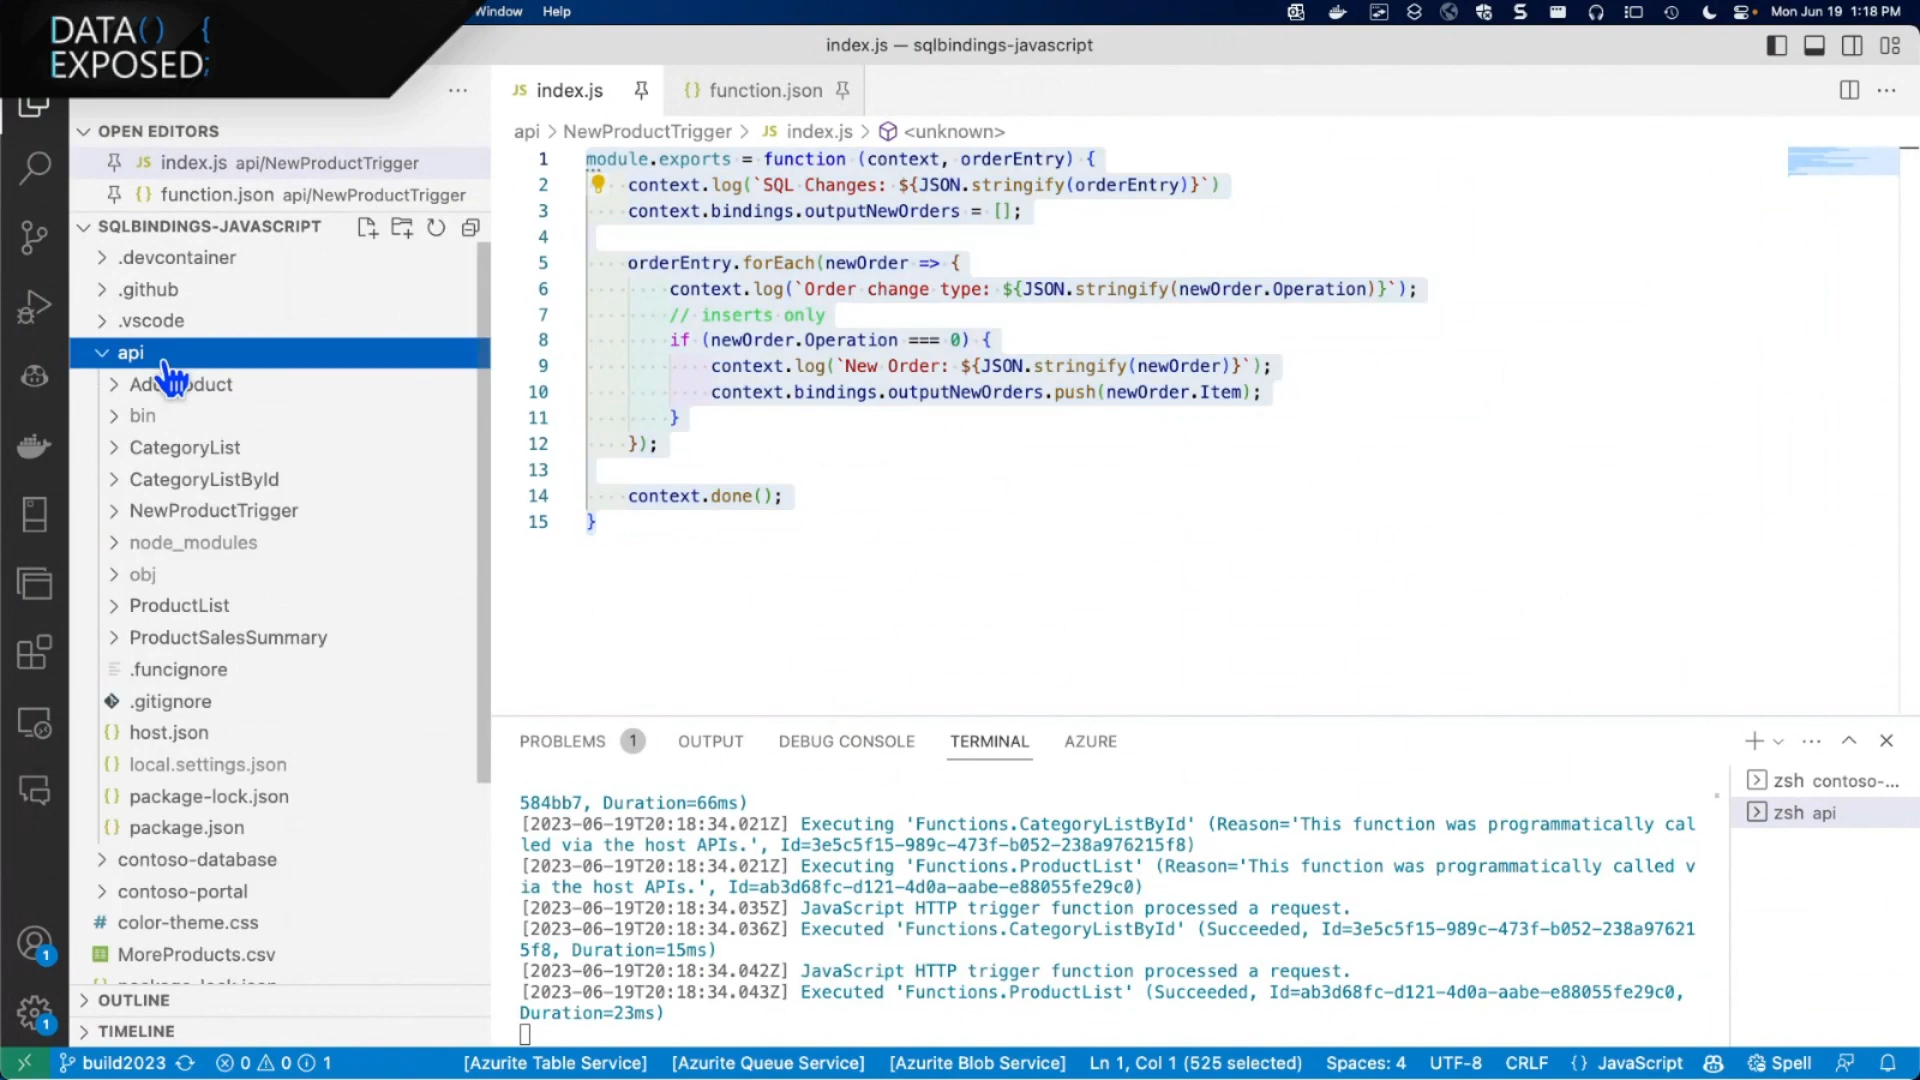 DATA() {
EXPOSED;
Window Help
Mon Jun 19 1:18 PM
index.js — sqlbindings-javascript
JS index.js
{} function.json
OPEN EDITORS
JS index.js api/NewProductTrigger
{} function.json api/NewProductTrigger
SQLBINDINGS-JAVASCRIPT
.devcontainer
.github
.vscode
api
bin
CategoryList
CategoryListById
NewProductTrigger
node_modules
obj
ProductList
ProductSalesSummary
.funcignore
.gitignore
{} host.json
{} local.settings.json
{} package-lock.json
{} package.json
contoso-database
contoso-portal
# color-theme.css
MoreProducts.csv
OUTLINE
TIMELINE
api > NewProductTrigger > JS index.js > <unknown>
1 module.exports = function (context, orderEntry) {
2 context.log(`SQL Changes: ${JSON.stringify(orderEntry)}`)
3 context.bindings.outputNewOrders = [];
4
5 orderEntry.forEach(newOrder => {
6 context.log(`Order change type: ${JSON.stringify(newOrder.Operation)}`);
7 // inserts only
8 if (newOrder.Operation === 0) {
9 context.log(`New Order: ${JSON.stringify(newOrder)}`);
10 context.bindings.outputNewOrders.push(newOrder.Item);
11 }
12 });
13
14 context.done();
15 }
PROBLEMS 1 OUTPUT DEBUG CONSOLE TERMINAL AZURE
584bb7, Duration=66ms)
[2023-06-19T20:18:34.021Z] Executing 'Functions.CategoryListById' (Reason='This function was programmatically cal
led via the host APIs.', Id=3e5c5f15-989c-473f-b052-238a976215f8)
[2023-06-19T20:18:34.021Z] Executing 'Functions.ProductList' (Reason='This function was programmatically called v
ia the host APIs.', Id=ab3d68fc-d121-4d0a-aabe-e88055fe29c0)
[2023-06-19T20:18:34.035Z] JavaScript HTTP trigger function processed a request.
[2023-06-19T20:18:34.036Z] Executed 'Functions.CategoryListById' (Succeeded, Id=3e5c5f15-989c-473f-b052-238a97621
5f8, Duration=15ms)
[2023-06-19T20:18:34.042Z] JavaScript HTTP trigger function processed a request.
[2023-06-19T20:18:34.043Z] Executed 'Functions.ProductList' (Succeeded, Id=ab3d68fc-d121-4d0a-aabe-e88055fe29c0,
Duration=23ms)
zsh contoso-...
zsh api
1
1
build2023 0 0 1 [Azurite Table Service] [Azurite Queue Service] [Azurite Blob Service] Ln 1, Col 1 (525 selected) Spaces: 4 UTF-8 CRLF {} JavaScript Spell